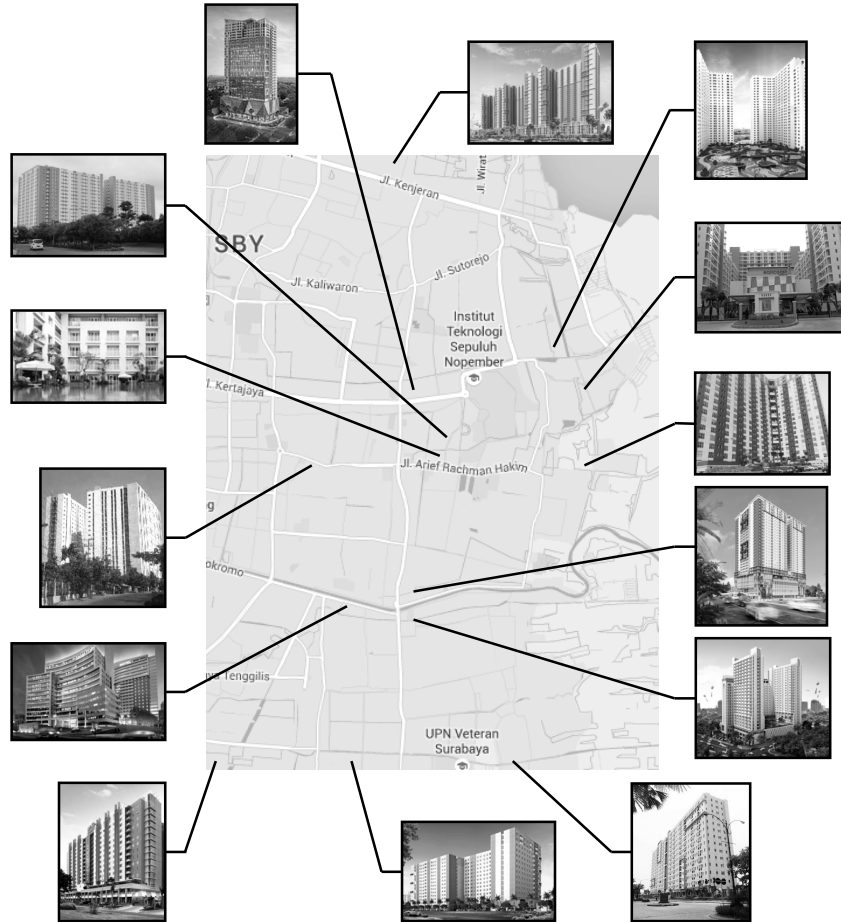 Jl. Kenjeran
Jl. Wirat
SBY
Jl. Sutorejo
Jl. Kaliwaron
Institut
Teknologi
Sepuluh
Nopember
l. Kertajaya
Jl. Arief Rachman Hakim
g
okromo
ya Tenggilis
UPN Veteran
Surabaya